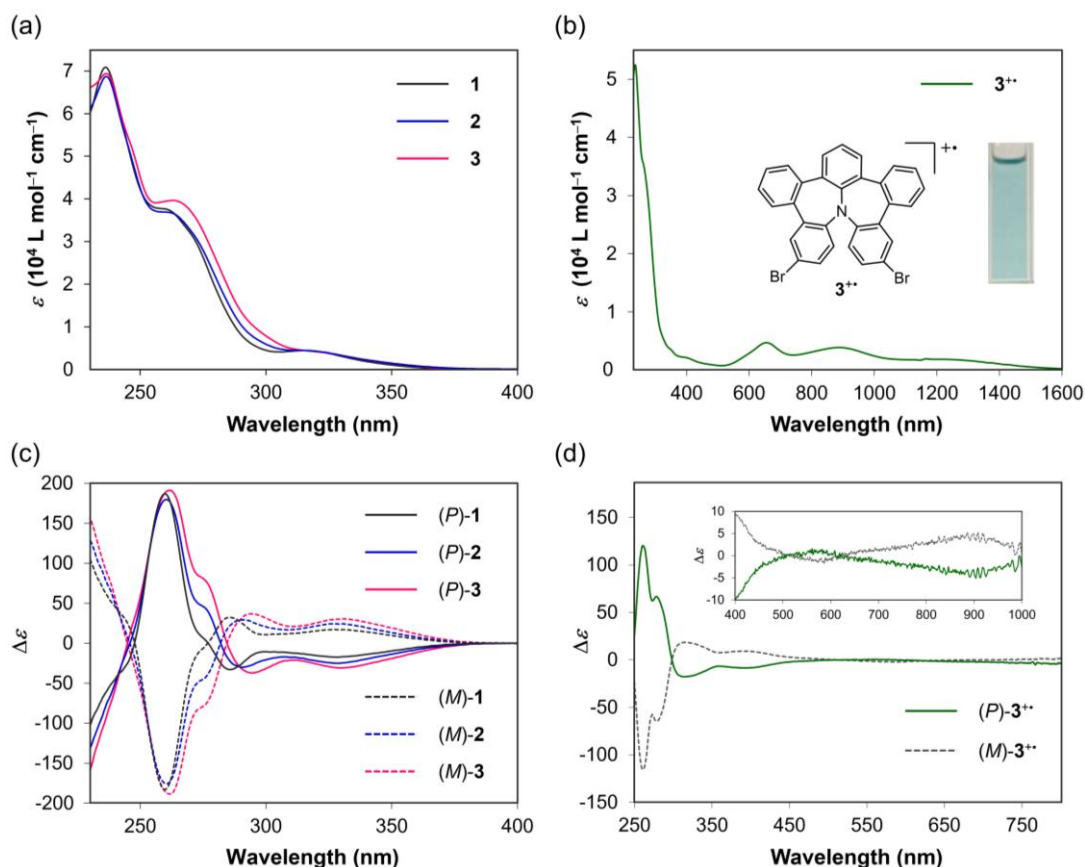 (a)
7
6
5
4
3
2
1
0
ε (10⁴ L mol⁻¹ cm⁻¹)
1
2
3
250 300 350 400
Wavelength (nm)
(b)
5
4
3
2
1
0
ε (10⁴ L mol⁻¹ cm⁻¹)
3⁺•
+•
N
Br Br
3⁺•
400 600 800 1000 1200 1400 1600
Wavelength (nm)
(c)
200
150
100
50
0
-50
-100
-150
-200
Δε
(P)-1
(P)-2
(P)-3
(M)-1
(M)-2
(M)-3
250 300 350 400
Wavelength (nm)
(d)
150
100
50
0
-50
-100
-150
Δε
10
5
0
-5
-10
Δε
400 500 600 700 800 900 1000
(P)-3⁺•
(M)-3⁺•
250 350 450 550 650 750
Wavelength (nm)